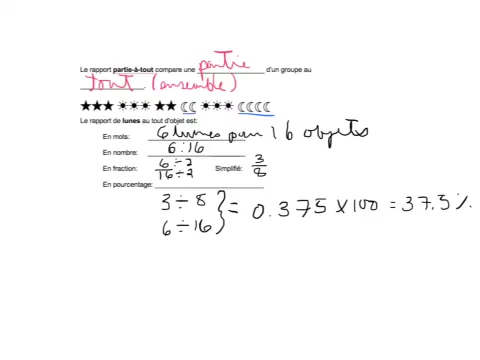 Le rapport partie-à-tout compare une partie d'un groupe au
tout (ensemble)
Le rapport de lunes au tout d'objet est:
En mots: 6 lunes par 16 objets
En nombre: 6:16
En fraction: 6÷2/16÷2 Simplifié: 3/8
En pourcentage:
3 ÷ 8
6 ÷ 16 } = 0.375 x 100 = 37.5 %